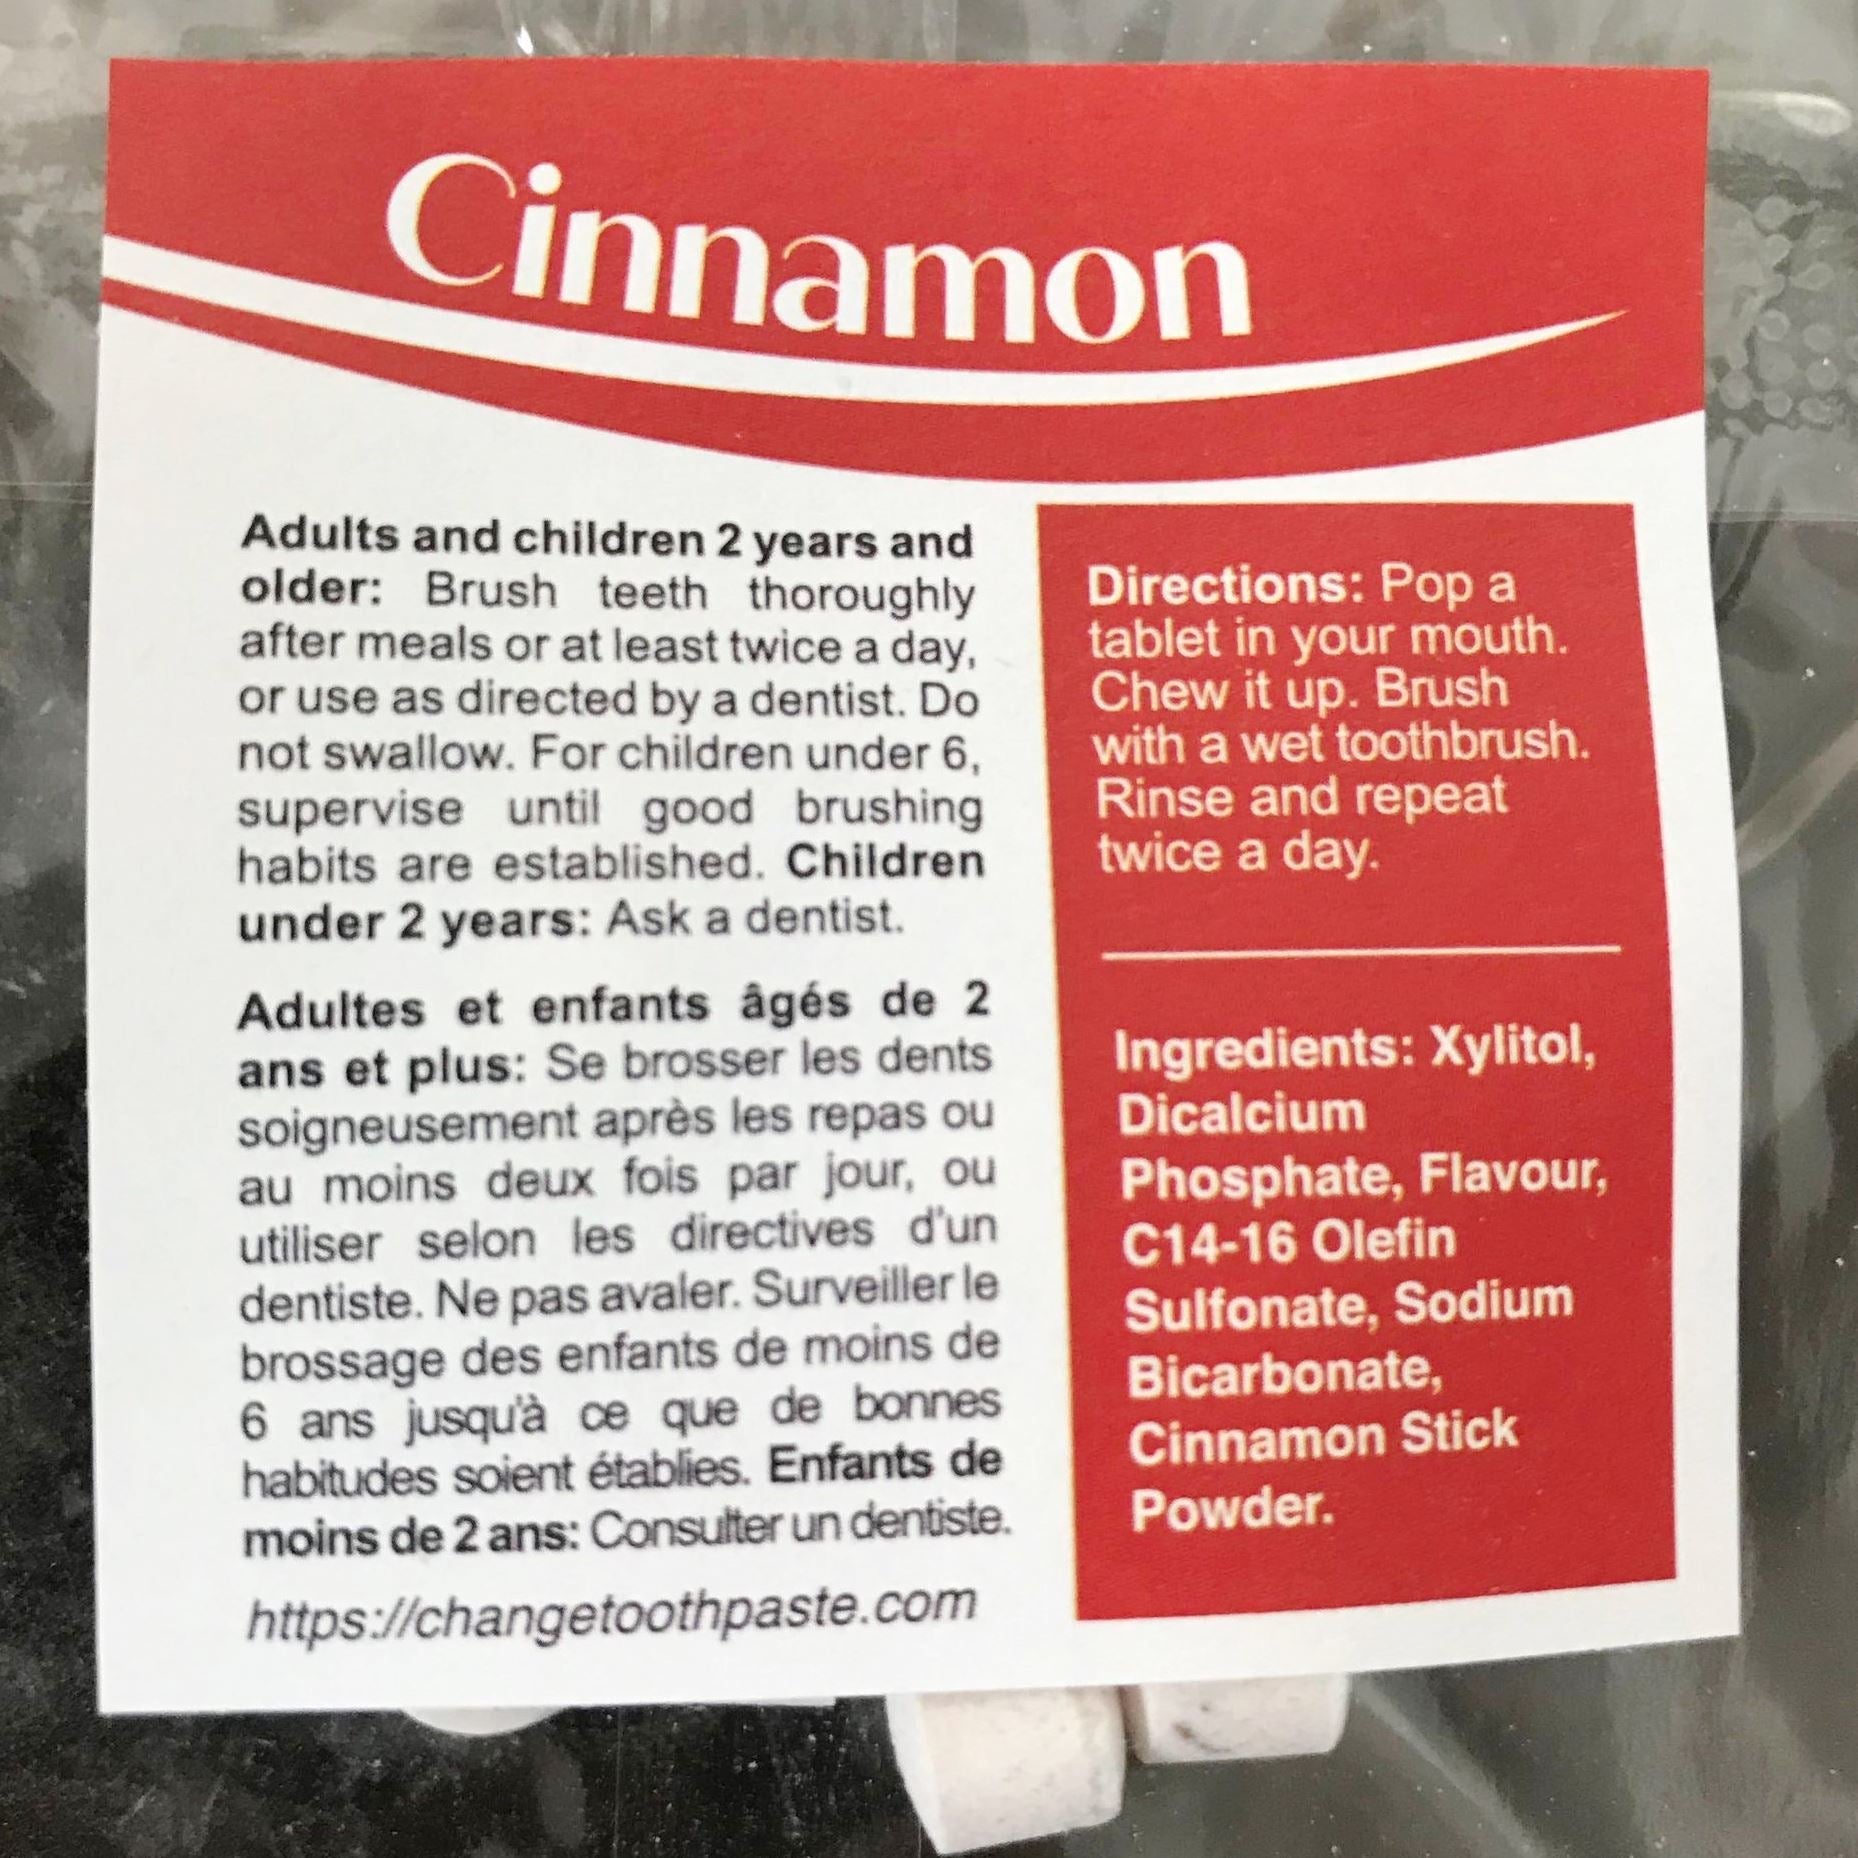 Cinnamon
Adults and children 2 years and
older: Brush teeth thoroughly
after meals or at least twice a day,
or use as directed by a dentist. Do
not swallow. For children under 6,
supervise until good brushing
habits are established. Children
under 2 years: Ask a dentist.
Adultes et enfants âgés de 2
ans et plus: Se brosser les dents
soigneusement après les repas ou
au moins deux fois par jour, ou
utiliser selon les directives d'un
dentiste. Ne pas avaler. Surveiller le
brossage des enfants de moins de
6 ans jusqu'à ce que de bonnes
habitudes soient établies. Enfants de
moins de 2 ans: Consulter un dentiste.
https://changetoothpaste.com
Directions: Pop a
tablet in your mouth.
Chew it up. Brush
with a wet toothbrush.
Rinse and repeat
twice a day.
Ingredients: Xylitol,
Dicalcium
Phosphate, Flavour,
C14-16 Olefin
Sulfonate, Sodium
Bicarbonate,
Cinnamon Stick
Powder.